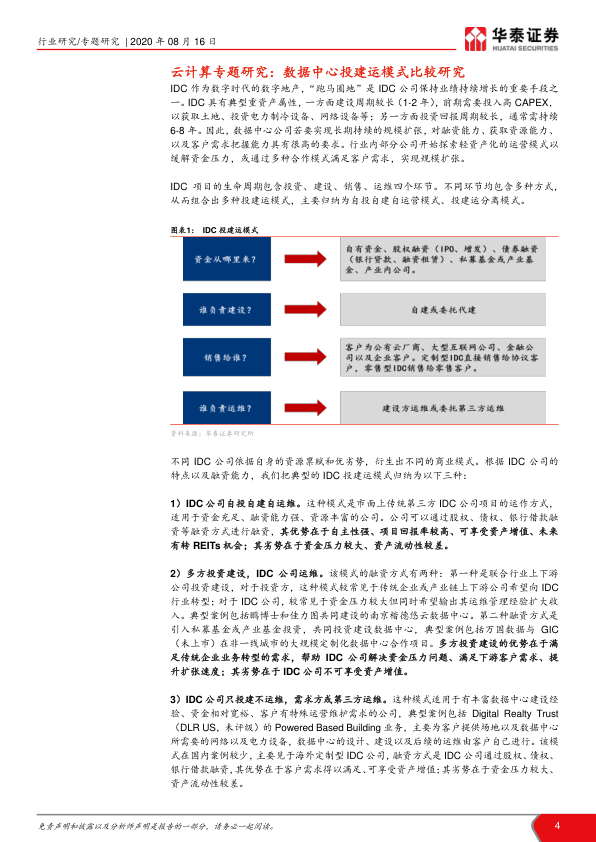 行业研究/专题研究 | 2020 年 08 月 16 日
华泰证券
HUATAI SECURITIES
云计算专题研究：数据中心投建运模式比较研究
IDC 作为数字时代的数字地产，“跑马圈地”是 IDC 公司保持业绩持续增长的重要手段之
一。IDC 具有典型重资产属性，一方面建设周期较长（1-2 年），前期需要投入高 CAPEX，
以获取土地、投资电力制冷设备、网络设备等；另一方面投资回报周期较长，通常需持续
6-8 年。因此，数据中心公司若要实现长期持续的规模扩张，对融资能力、获取资源能力、
以及客户需求把握能力具有很高的要求。行业内部分公司开始探索轻资产化的运营模式以
缓解资金压力，或通过多种合作模式满足客户需求，实现规模扩张。
IDC 项目的生命周期包含投资、建设、销售、运维四个环节。不同环节均包含多种方式，
从而组合出多种投建运模式，主要归纳为自投自建自运营模式、投建运分离模式。
图表1： IDC 投建运模式
资金从哪里来？
自有资金、股权融资（IPO、增发）、债券融资
（银行贷款、融资租赁）、私募基金或产业基
金、产业内公司。
谁负责建设？
自建或委托代建
销售给谁？
客户为公有云厂商、大型互联网公司、金融公
司以及企业客户。定制型IDC直接销售给协议客
户，零售型IDC销售给零售客户。
谁负责运维？
建设方运维或委托第三方运维
资料来源：华泰证券研究所
不同 IDC 公司依据自身的资源禀赋和优劣势，衍生出不同的商业模式。根据 IDC 公司的
特点以及融资能力，我们把典型的 IDC 投建运模式归纳为以下三种：
1）IDC 公司自投自建自运维。这种模式是市面上传统第三方 IDC 公司项目的运作方式，
适用于资金充足、融资能力强、资源丰富的公司。公司可以通过股权、债权、银行借款融
资等融资方式进行融资，其优势在于自主性强、项目回报率较高、可享受资产增值、未来
有转 REITs 机会；其劣势在于资金压力较大、资产流动性较差。
2）多方投资建设，IDC 公司运维。该模式的融资方式有两种：第一种是联合行业上下游
公司投资建设，对于投资方，这种模式较常见于传统企业或产业链上下游公司希望向 IDC
行业转型；对于 IDC 公司，较常见于资金压力较大但同时希望输出其运维管理经验扩大收
入。典型案例包括鹏博士和佳力图共同建设的南京楷德悠云数据中心。第二种融资方式是
引入私募基金或产业基金投资，共同投资建设数据中心，典型案例包括万国数据与 GIC
（未上市）在非一线城市的大规模定制化数据中心合作项目。多方投资建设的优势在于满
足传统企业业务转型的需求，帮助 IDC 公司解决资金压力问题、满足下游客户需求、提
升扩张速度；其劣势在于 IDC 公司不可享受资产增值。
3）IDC 公司只投建不运维，需求方或第三方运维。这种模式适用于有丰富数据中心建设经
验、资金相对宽裕、客户有特殊运营维护需求的公司，典型案例包括 Digital Realty Trust
（DLR US，未评级）的 Powered Based Building 业务，主要为客户提供场地以及数据中心
所需要的网络以及电力设备，数据中心的设计、建设以及后续的运维由客户自己进行。该模
式在国内案例较少，主要见于海外定制型 IDC 公司，融资方式是 IDC 公司通过股权、债权、
银行借款融资，其优势在于客户需求得以满足、可享受资产增值；其劣势在于资金压力较大、
资产流动性较差。
免责声明和披露以及分析师声明是报告的一部分，请务必一起阅读。
4